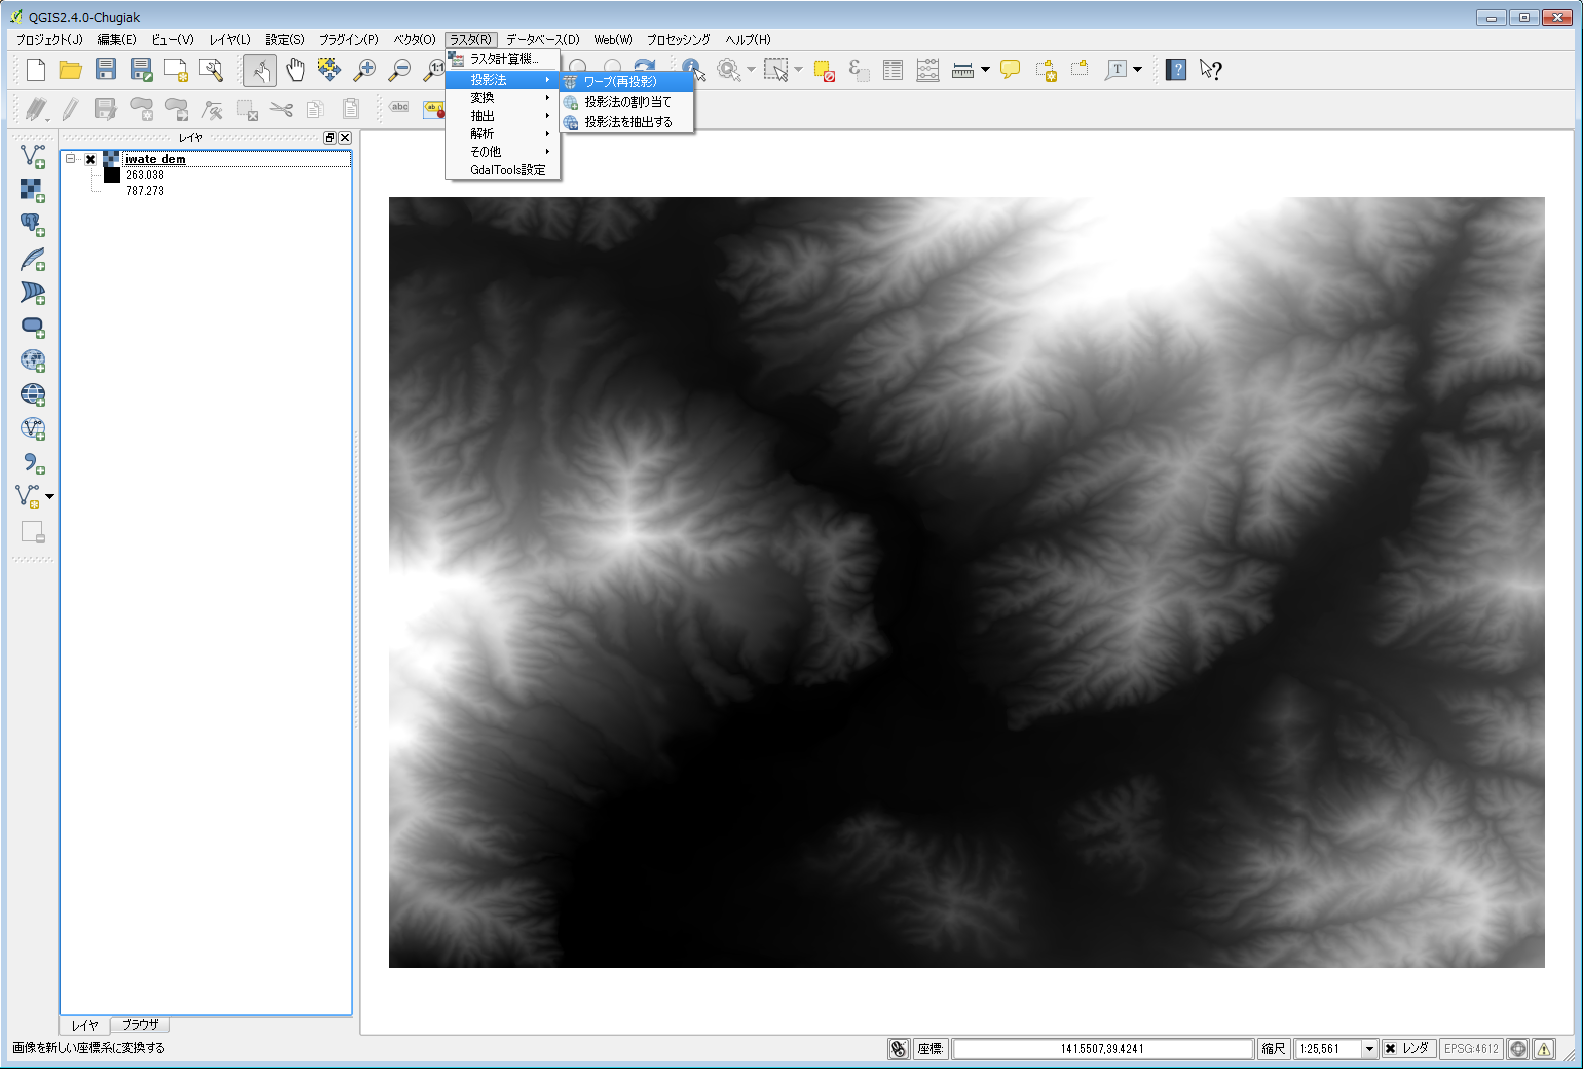 QGIS2.4.0-Chugiak
プロジェクト(J) 編集(E) ビュー(V) レイヤ(L) 設定(S) プラグイン(P) ベクタ(O) ラスタ(R) データベース(D) Web(W) プロセッシング ヘルプ(H)
ラスタ計算機...
投影法
変換
抽出
解析
その他
GdalTools設定
ワープ(再投影)
投影法の割り当て
投影法を抽出する
1:1
abc
ab
T
?
レイヤ
iwate_dem
263.038
787.273
レイヤ ブラウザ
画像を新しい座標系に変換する
座標: 141.5507,39.4241 縮尺 1:25,561 レンダ EPSG:4612